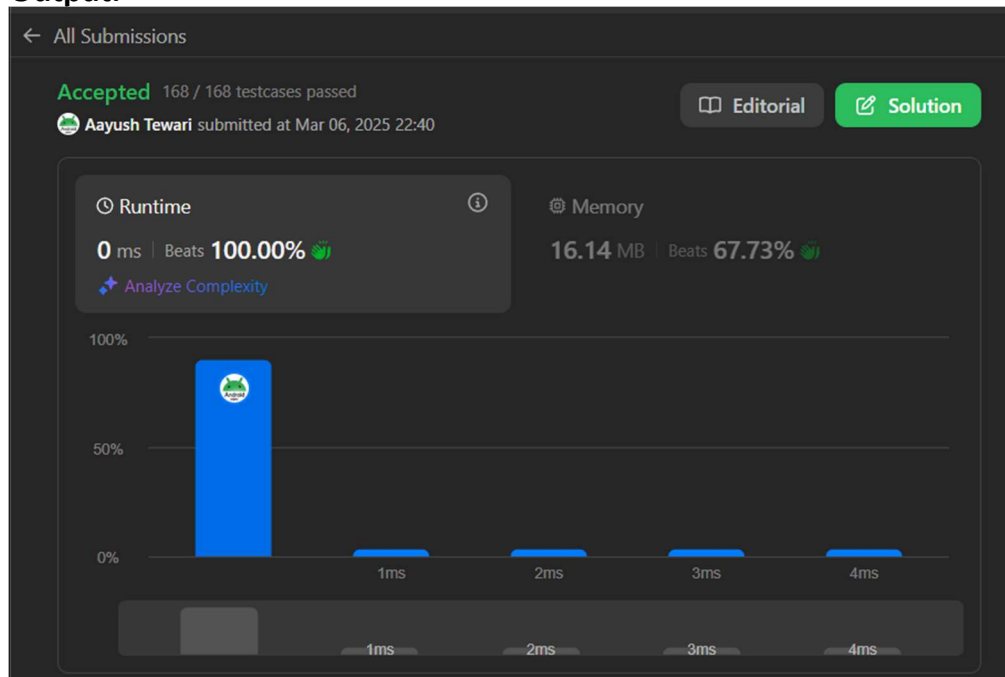 Output:
← All Submissions
Accepted 168 / 168 testcases passed
Editorial
Solution
Aayush Tewari submitted at Mar 06, 2025 22:40
Runtime
0 ms | Beats 100.00%
Analyze Complexity
Memory
16.14 MB | Beats 67.73%
100%
50%
0%
Android
1ms 2ms 3ms 4ms
1ms 2ms 3ms 4ms